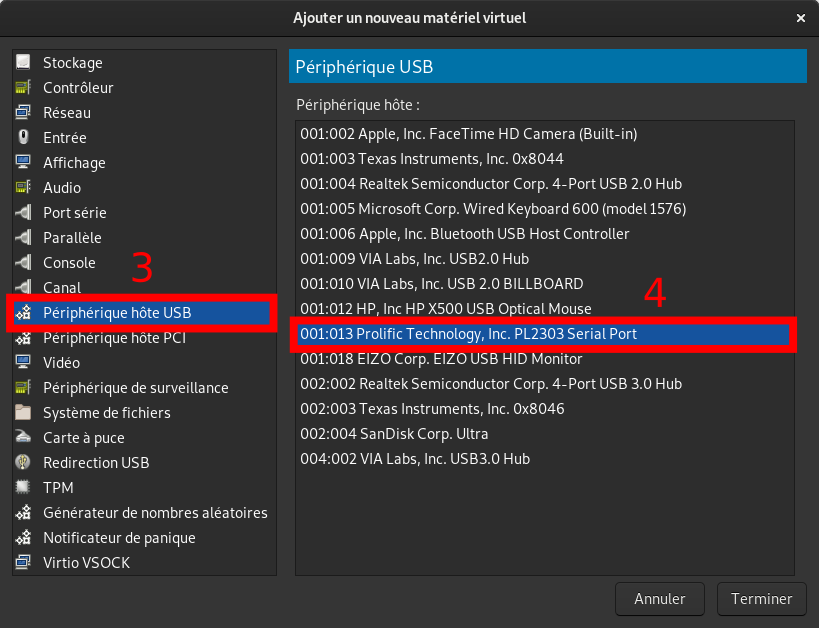 Ajouter un nouveau matériel virtuel
Stockage
Contrôleur
Réseau
Entrée
Affichage
Audio
Port série
Parallèle
Console
Canal
Périphérique hôte USB
Périphérique hôte PCI
Vidéo
Périphérique de surveillance
Système de fichiers
Carte à puce
Redirection USB
TPM
Générateur de nombres aléatoires
Notificateur de panique
Virtio VSOCK
3
Périphérique USB
Périphérique hôte :
001:002 Apple, Inc. FaceTime HD Camera (Built-in)
001:003 Texas Instruments, Inc. 0x8044
001:004 Realtek Semiconductor Corp. 4-Port USB 2.0 Hub
001:005 Microsoft Corp. Wired Keyboard 600 (model 1576)
001:006 Apple, Inc. Bluetooth USB Host Controller
001:009 VIA Labs, Inc. USB2.0 Hub
001:010 VIA Labs, Inc. USB 2.0 BILLBOARD
001:012 HP, Inc HP X500 USB Optical Mouse
4
001:013 Prolific Technology, Inc. PL2303 Serial Port
001:018 EIZO Corp. EIZO USB HID Monitor
002:002 Realtek Semiconductor Corp. 4-Port USB 3.0 Hub
002:003 Texas Instruments, Inc. 0x8046
002:004 SanDisk Corp. Ultra
004:002 VIA Labs, Inc. USB3.0 Hub
Annuler
Terminer